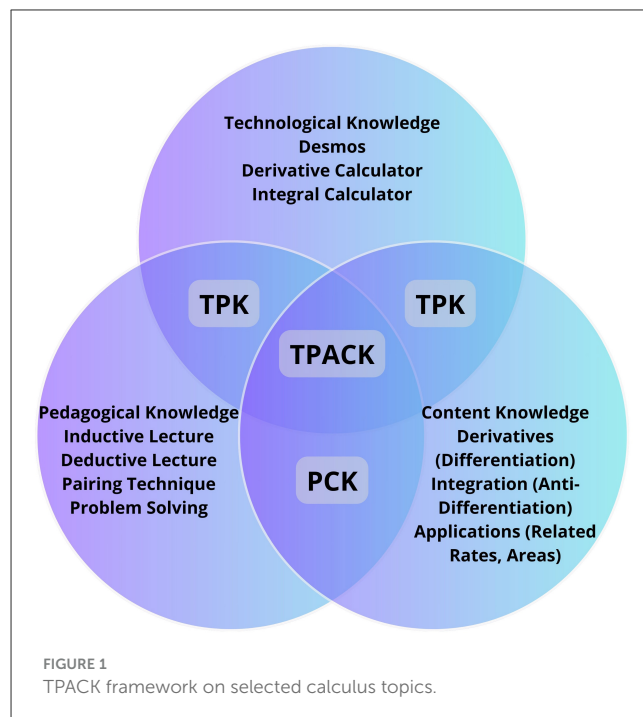 Technological Knowledge
Desmos
Derivative Calculator
Integral Calculator
TPK
TPK
TPACK
Pedagogical Knowledge
Inductive Lecture
Deductive Lecture
Pairing Technique
Problem Solving
Content Knowledge
Derivatives
(Differentiation)
Integration (Anti-
Differentiation)
Applications (Related
Rates, Areas)
PCK
FIGURE 1
TPACK framework on selected calculus topics.